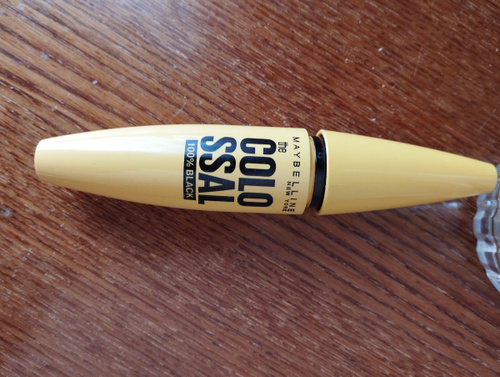 MAYBELLINE
NEW YORK
the
COLO
SSAL
100% BLACK